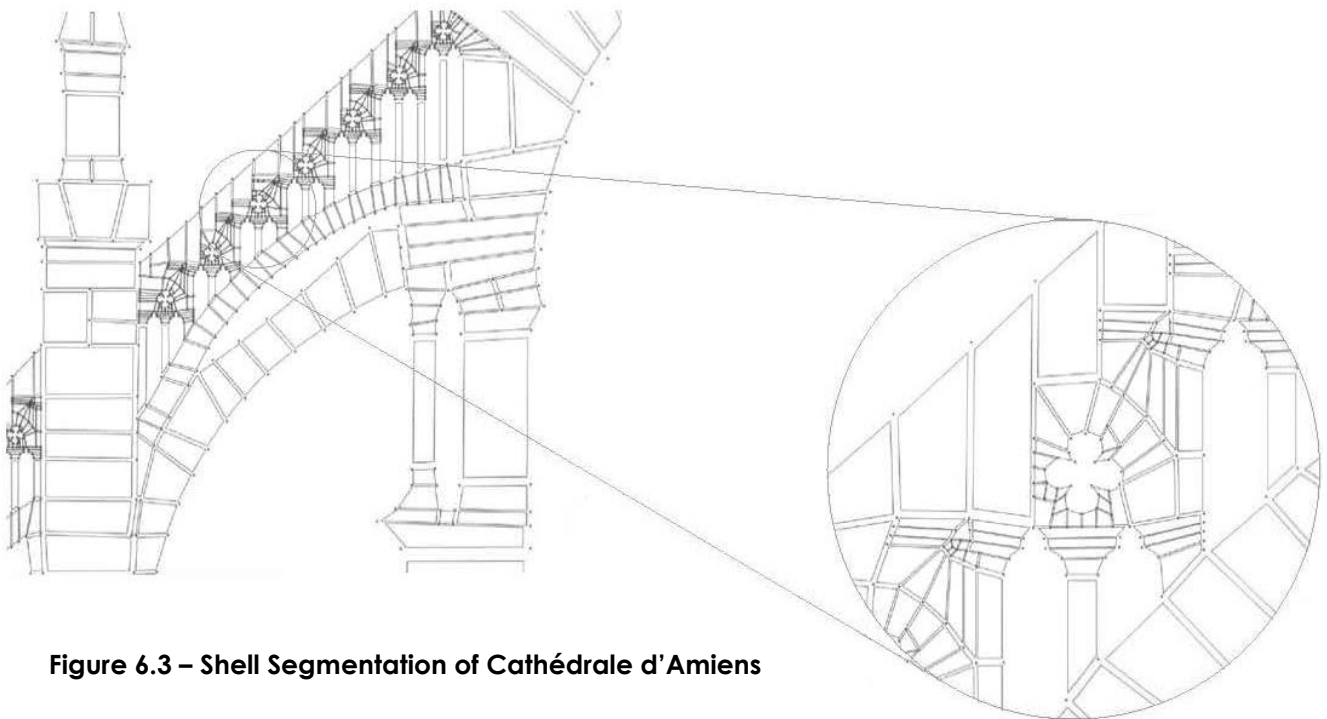 Figure 6.3 – Shell Segmentation of Cathédrale d’Amiens